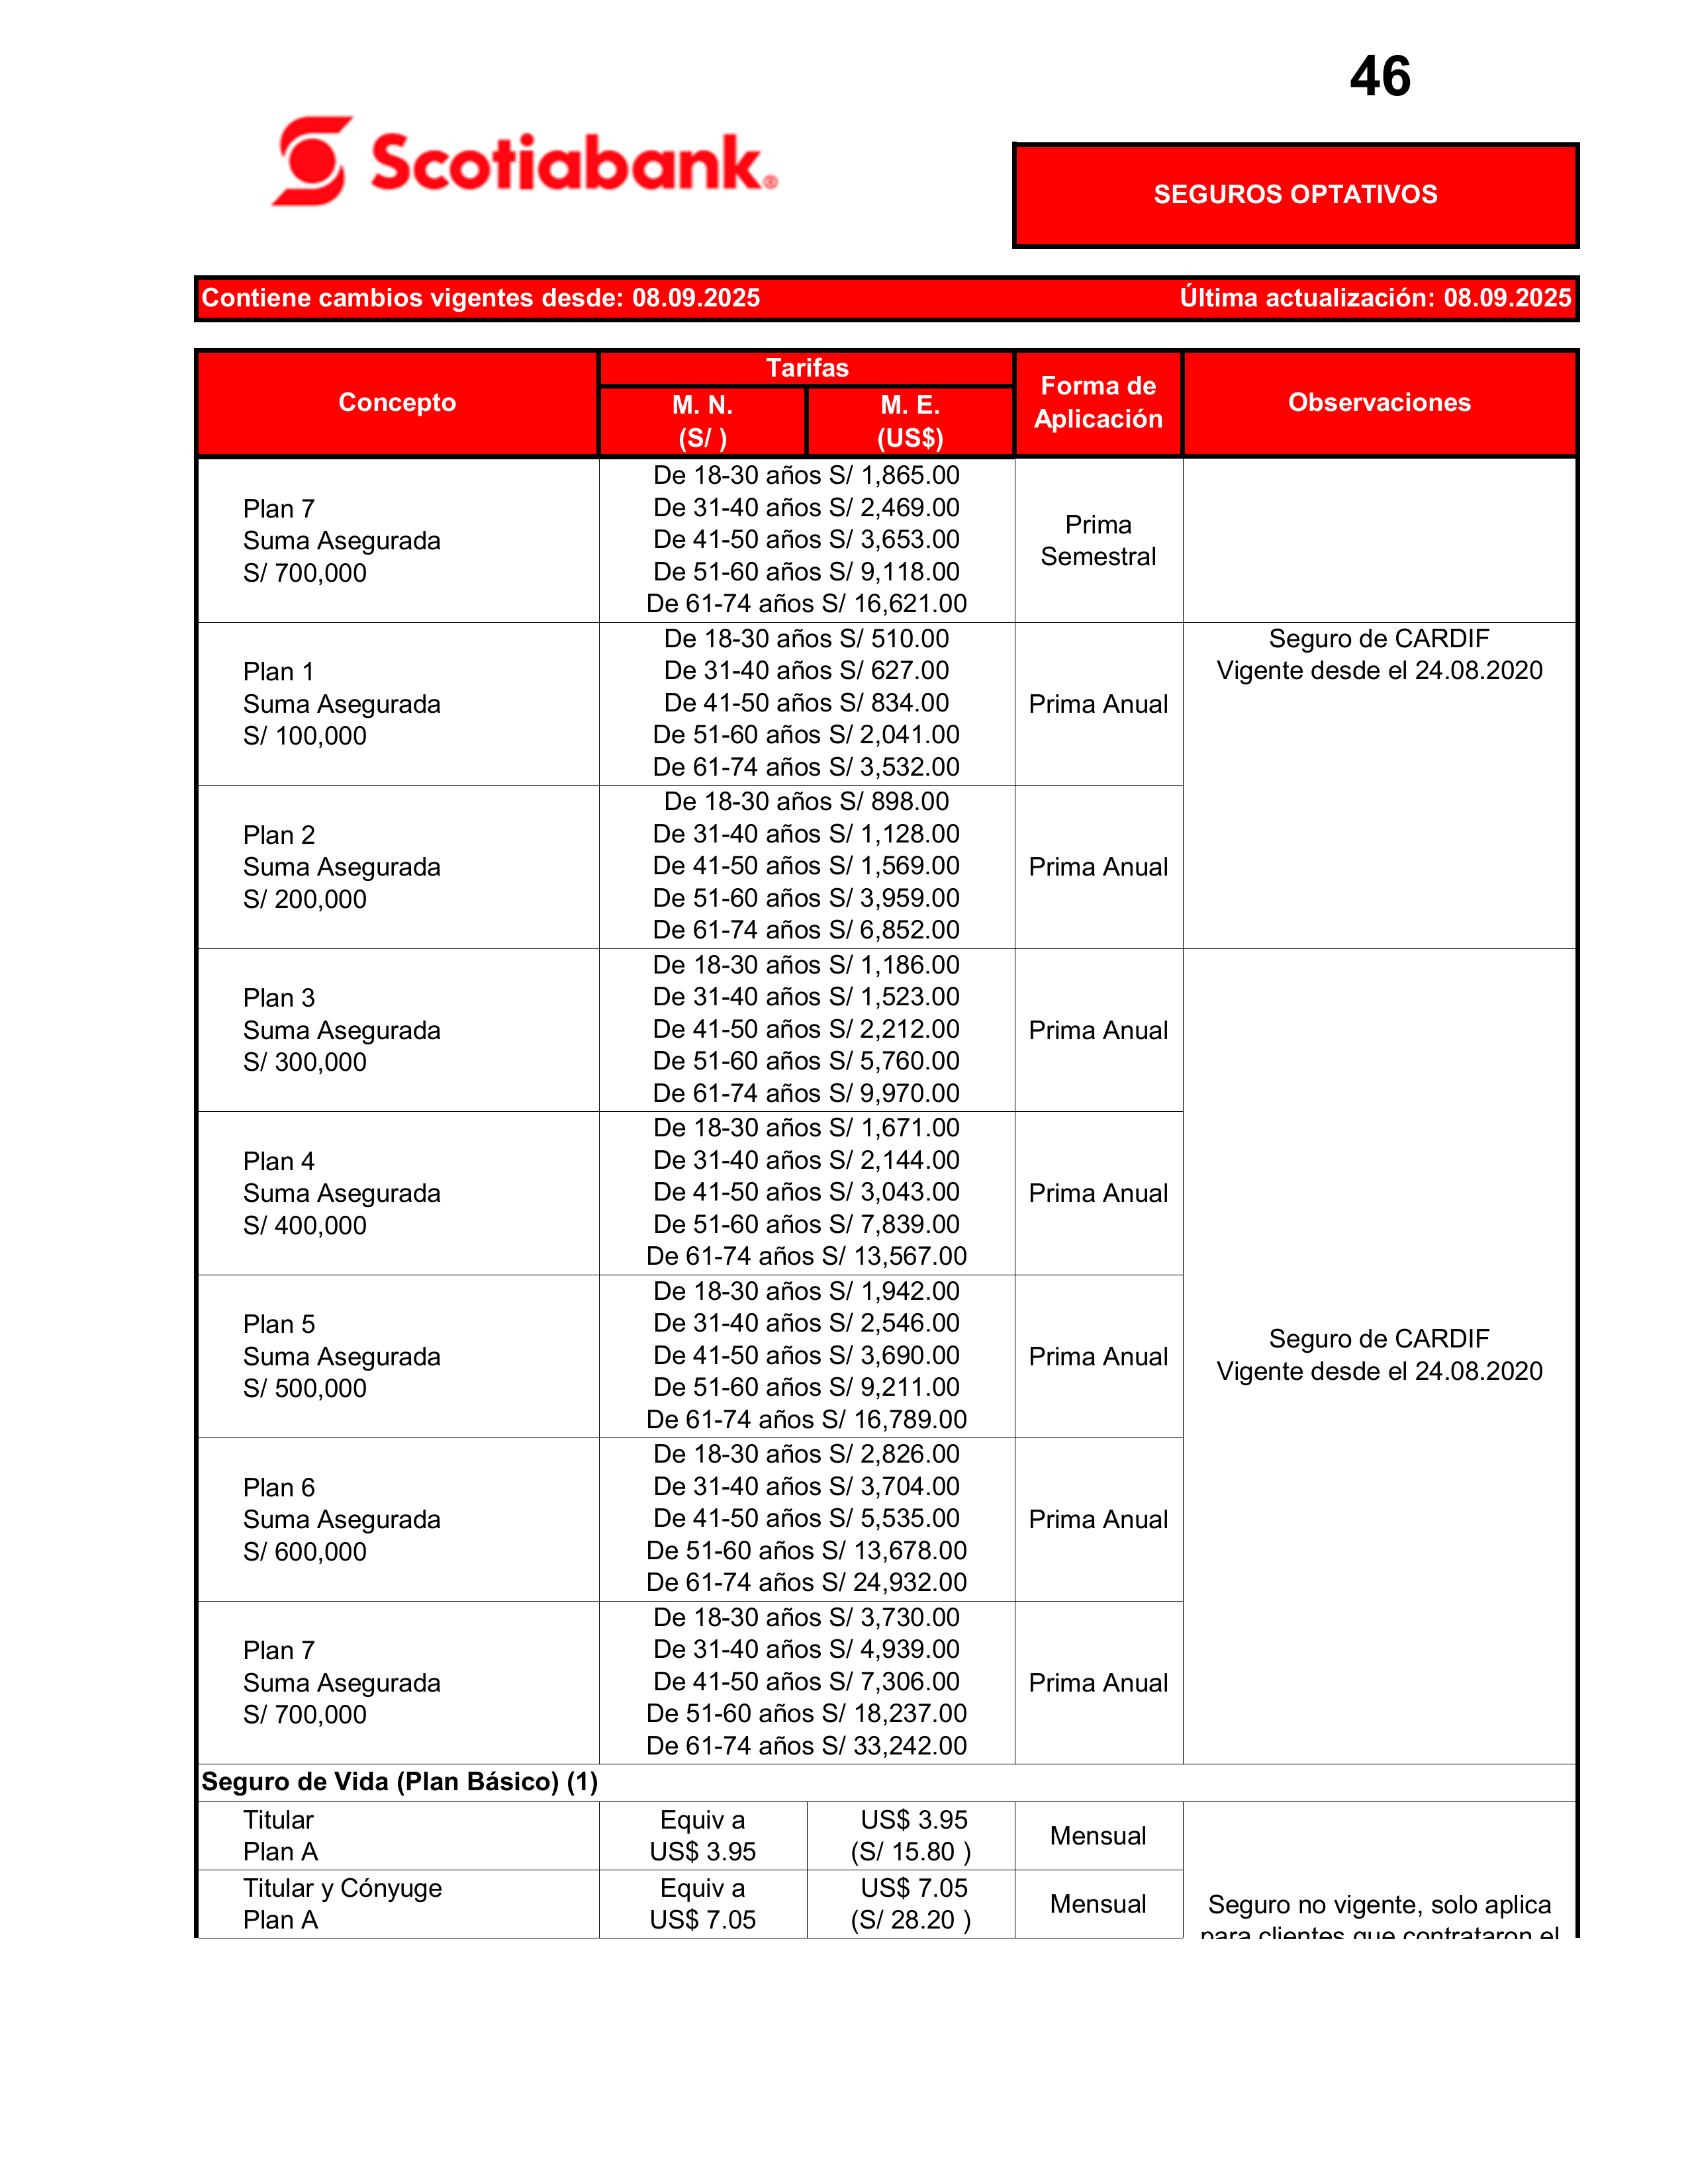 46
Scotiabank®
SEGUROS OPTATIVOS
Contiene cambios vigentes desde: 08.09.2025 Última actualización: 08.09.2025
Concepto
Tarifas
M. N.
(S/ )
M. E.
(US$)
Forma de
Aplicación
Observaciones
Plan 7
Suma Asegurada
S/ 700,000
De 18-30 años S/ 1,865.00
De 31-40 años S/ 2,469.00
De 41-50 años S/ 3,653.00
De 51-60 años S/ 9,118.00
De 61-74 años S/ 16,621.00
Prima
Semestral
Plan 1
Suma Asegurada
S/ 100,000
De 18-30 años S/ 510.00
De 31-40 años S/ 627.00
De 41-50 años S/ 834.00
De 51-60 años S/ 2,041.00
De 61-74 años S/ 3,532.00
Prima Anual
Seguro de CARDIF
Vigente desde el 24.08.2020
Plan 2
Suma Asegurada
S/ 200,000
De 18-30 años S/ 898.00
De 31-40 años S/ 1,128.00
De 41-50 años S/ 1,569.00
De 51-60 años S/ 3,959.00
De 61-74 años S/ 6,852.00
Prima Anual
Plan 3
Suma Asegurada
S/ 300,000
De 18-30 años S/ 1,186.00
De 31-40 años S/ 1,523.00
De 41-50 años S/ 2,212.00
De 51-60 años S/ 5,760.00
De 61-74 años S/ 9,970.00
Prima Anual
Plan 4
Suma Asegurada
S/ 400,000
De 18-30 años S/ 1,671.00
De 31-40 años S/ 2,144.00
De 41-50 años S/ 3,043.00
De 51-60 años S/ 7,839.00
De 61-74 años S/ 13,567.00
Prima Anual
Plan 5
Suma Asegurada
S/ 500,000
De 18-30 años S/ 1,942.00
De 31-40 años S/ 2,546.00
De 41-50 años S/ 3,690.00
De 51-60 años S/ 9,211.00
De 61-74 años S/ 16,789.00
Prima Anual
Seguro de CARDIF
Vigente desde el 24.08.2020
Plan 6
Suma Asegurada
S/ 600,000
De 18-30 años S/ 2,826.00
De 31-40 años S/ 3,704.00
De 41-50 años S/ 5,535.00
De 51-60 años S/ 13,678.00
De 61-74 años S/ 24,932.00
Prima Anual
Plan 7
Suma Asegurada
S/ 700,000
De 18-30 años S/ 3,730.00
De 31-40 años S/ 4,939.00
De 41-50 años S/ 7,306.00
De 51-60 años S/ 18,237.00
De 61-74 años S/ 33,242.00
Prima Anual
Seguro de Vida (Plan Básico) (1)
Titular
Plan A
Equiv a
US$ 3.95
US$ 3.95
(S/ 15.80 )
Mensual
Titular y Cónyuge
Plan A
Equiv a
US$ 7.05
US$ 7.05
(S/ 28.20 )
Mensual
Seguro no vigente, solo aplica
para clientes que contrataron el